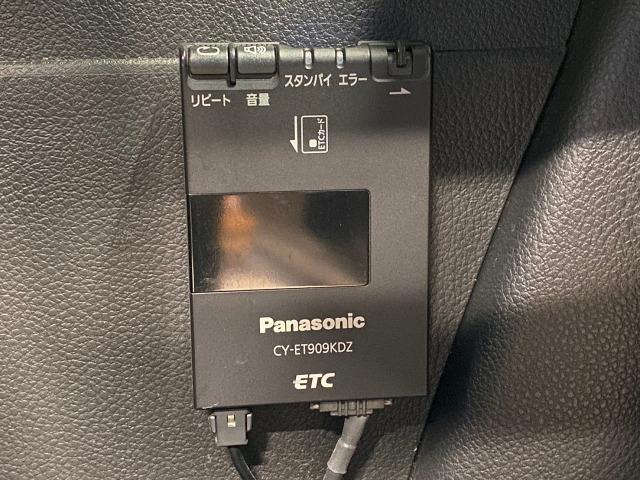 リピート 音量 スタンバイ エラー
ETCカード
Panasonic
CY-ET909KDZ
ETC